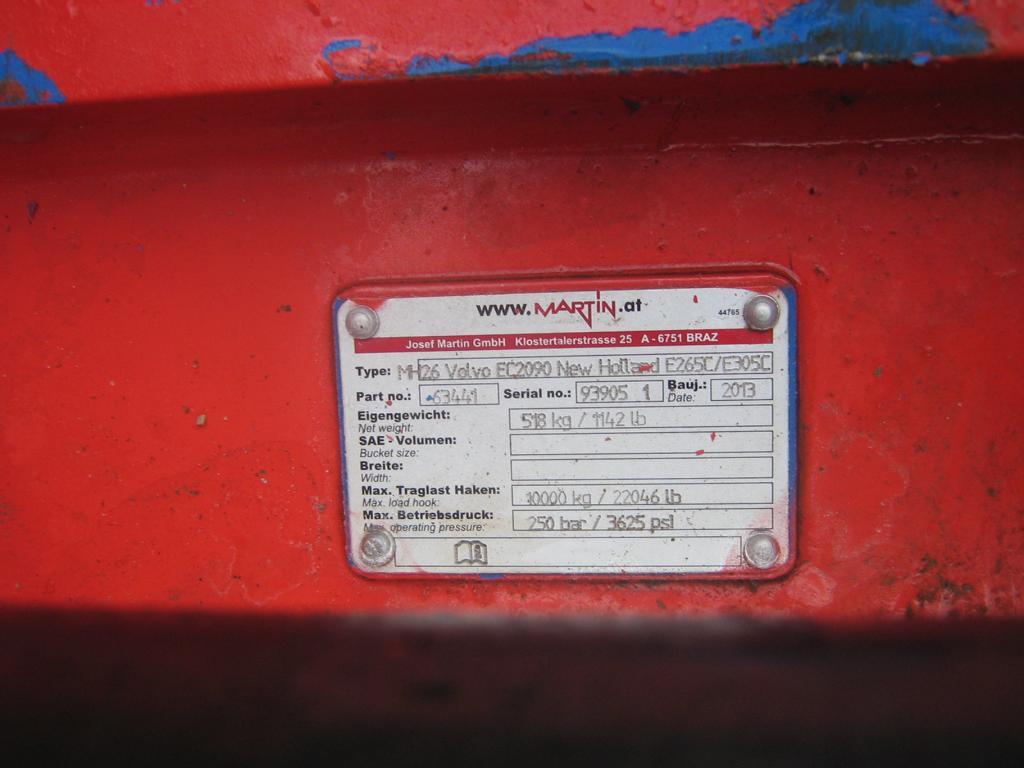 www.MARTIN.at 44765
Josef Martin GmbH Klostertalerstrasse 25 A - 6751 BRAZ
Type: MH26 Volvo EC2090 New Holland E265C/E305C
Part no.: 63441 Serial no.: 93905 1 Bauj.: 2013
Date:
Eigengewicht: 518 kg / 1142 lb
Net weight:
SAE - Volumen:
Bucket size:
Breite:
Width:
Max. Traglast Haken: 10000 kg / 22046 lb
Max. load hook:
Max. Betriebsdruck: 250 bar / 3625 psi
Max. operating pressure: